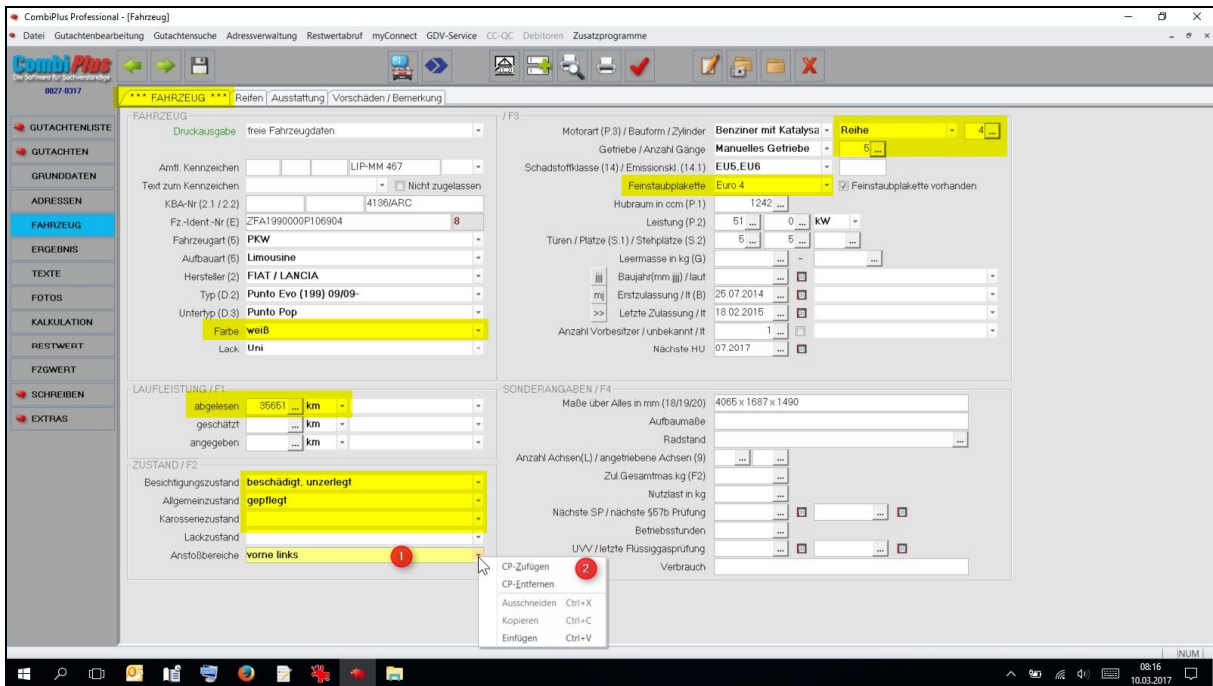 CombiPlus Professional - [Fahrzeug]
Datei Gutachtenbearbeitung Gutachtensuche Adressverwaltung Restwertabruf myConnect GDV-Service CC-QC Debitoren Zusatzprogramme
CombiPlus
Die Software für Sachverständige
0027-0317
*** FAHRZEUG *** Reifen Ausstattung Vorschäden / Bemerkung
GUTACHTENLISTE
GUTACHTEN
GRUNDDATEN
ADRESSEN
FAHRZEUG
ERGEBNIS
TEXTE
FOTOS
KALKULATION
RESTWERT
FZGWERT
SCHREIBEN
EXTRAS
FAHRZEUG
Druckausgabe freie Fahrzeugdaten
Amtl. Kennzeichen LIP-MM 467
Text zum Kennzeichen Nicht zugelassen
KBA-Nr (2.1 / 2.2) 4136/ARC
Fz.-Ident.-Nr (E) ZFA1990000P106904 8
Fahrzeugart (5) PKW
Aufbauart (5) Limousine
Hersteller (2) FIAT / LANCIA
Typ (D.2) Punto Evo (199) 09/09-
Untertyp (D.3) Punto Pop
Farbe weiß
Lack Uni
LAUFLEISTUNG / F1
abgelesen 35651 ... km
geschätzt ... km
angegeben ... km
ZUSTAND / F2
Besichtigungszustand beschädigt, unzerlegt
Allgemeinzustand gepflegt
Karosseriezustand
Lackzustand
Anstoßbereiche vorne links 1
/ F3
Motorart (P.3) / Bauform / Zylinder Benziner mit Katalysa Reihe 4 ...
Getriebe / Anzahl Gänge Manuelles Getriebe 5 ...
Schadstoffklasse (14) / Emissionskl. (14.1) EU5,EU6
Feinstaubplakette Euro 4 Feinstaubplakette vorhanden
Hubraum in ccm (P.1) 1242 ...
Leistung (P.2) 51 ... 0 ... kW
Türen / Plätze (S.1) / Stehplätze (S.2) 5 ... 5 ... ...
Leermasse in kg (G) ... - ...
jjjj Baujahr(mm.jjjj) / laut ...
mj Erstzulassung / lt (B) 25.07.2014 ...
>> Letzte Zulassung / lt 18.02.2015 ...
Anzahl Vorbesitzer / unbekannt / lt 1 ...
Nächste HU 07.2017 ...
SONDERANGABEN / F4
Maße über Alles in mm (18/19/20) 4065 x 1687 x 1490
Aufbaumaße
Radstand ...
Anzahl Achsen(L) / angetriebene Achsen (9) ... ...
Zul.Gesamtmas.kg (F2) ...
Nutzlast in kg ...
Nächste SP / nächste §57b Prüfung ... ...
Betriebsstunden ...
UVV / letzte Flüssiggasprüfung ... ...
Verbrauch
CP-Zufügen 2
CP-Entfernen
Ausschneiden Ctrl+X
Kopieren Ctrl+C
Einfügen Ctrl+V
NUM
08:16
10.03.2017